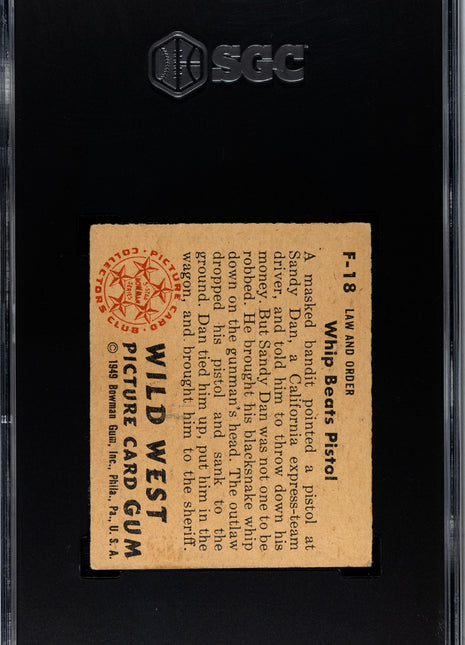 SGC
F-18 LAW AND ORDER
Whip Beats Pistol
A masked bandit pointed a pistol at
Sandy Dan, a California express-team
driver, and told him to throw down his
money. But Sandy Dan was not one to be
robbed. He brought his blacksnake whip
down on the gunman's head. The outlaw
dropped his pistol and sank to the
ground. Dan tied him up, put him in the
wagon, and brought him to the sheriff.
PICTURE CARD
COLLECTORS CLUB
WILD WEST
PICTURE CARD GUM
© 1949 Bowman Gum, Inc., Phila., Pa., U. S. A.